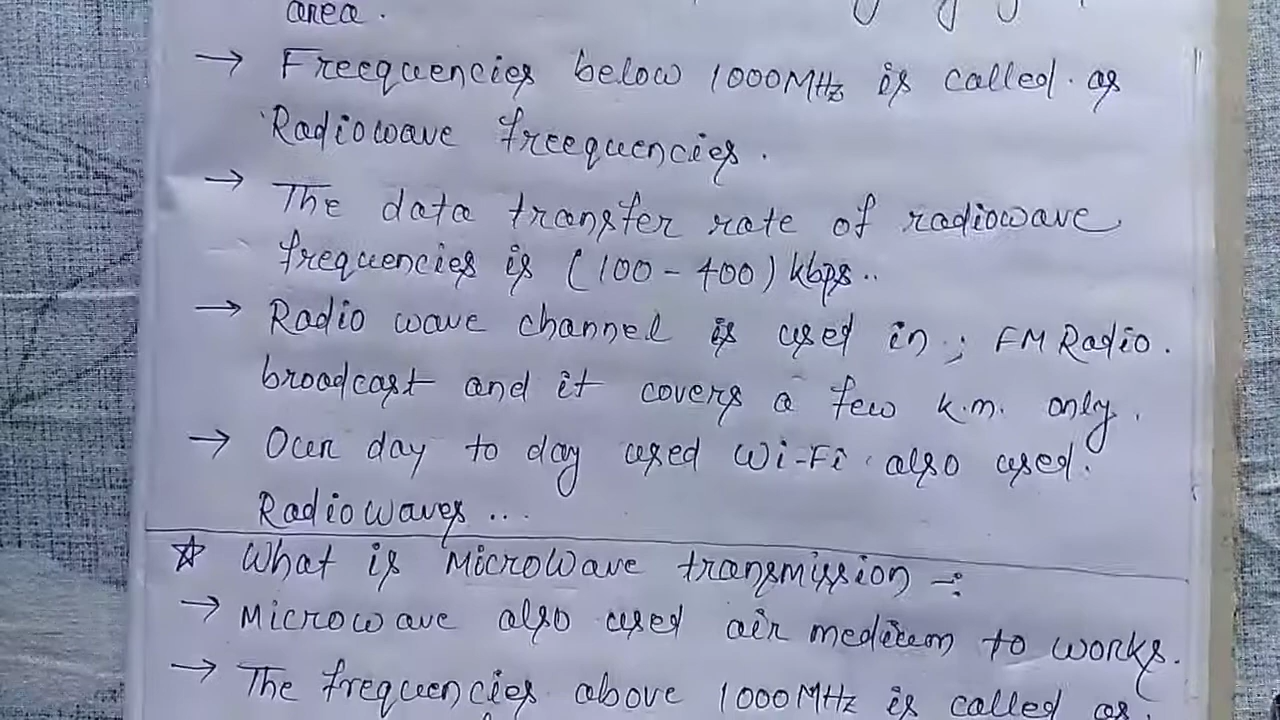 area.
→ Freequencies below 1000MHz is called. as
Radiowave freequencies.
→ The data transfer rate of radiowave
frequencies is (100-400) kbps..
→ Radio wave channel is used in; FM Radio.
broadcast and it covers a few k.m. only.
→ Our day to day used Wi-Fi also used.
Radiowaves...
☆ What is Microwave transmission -:
→ Microwave also used air medium to works.
→ The frequencies above 1000MHz is called as.